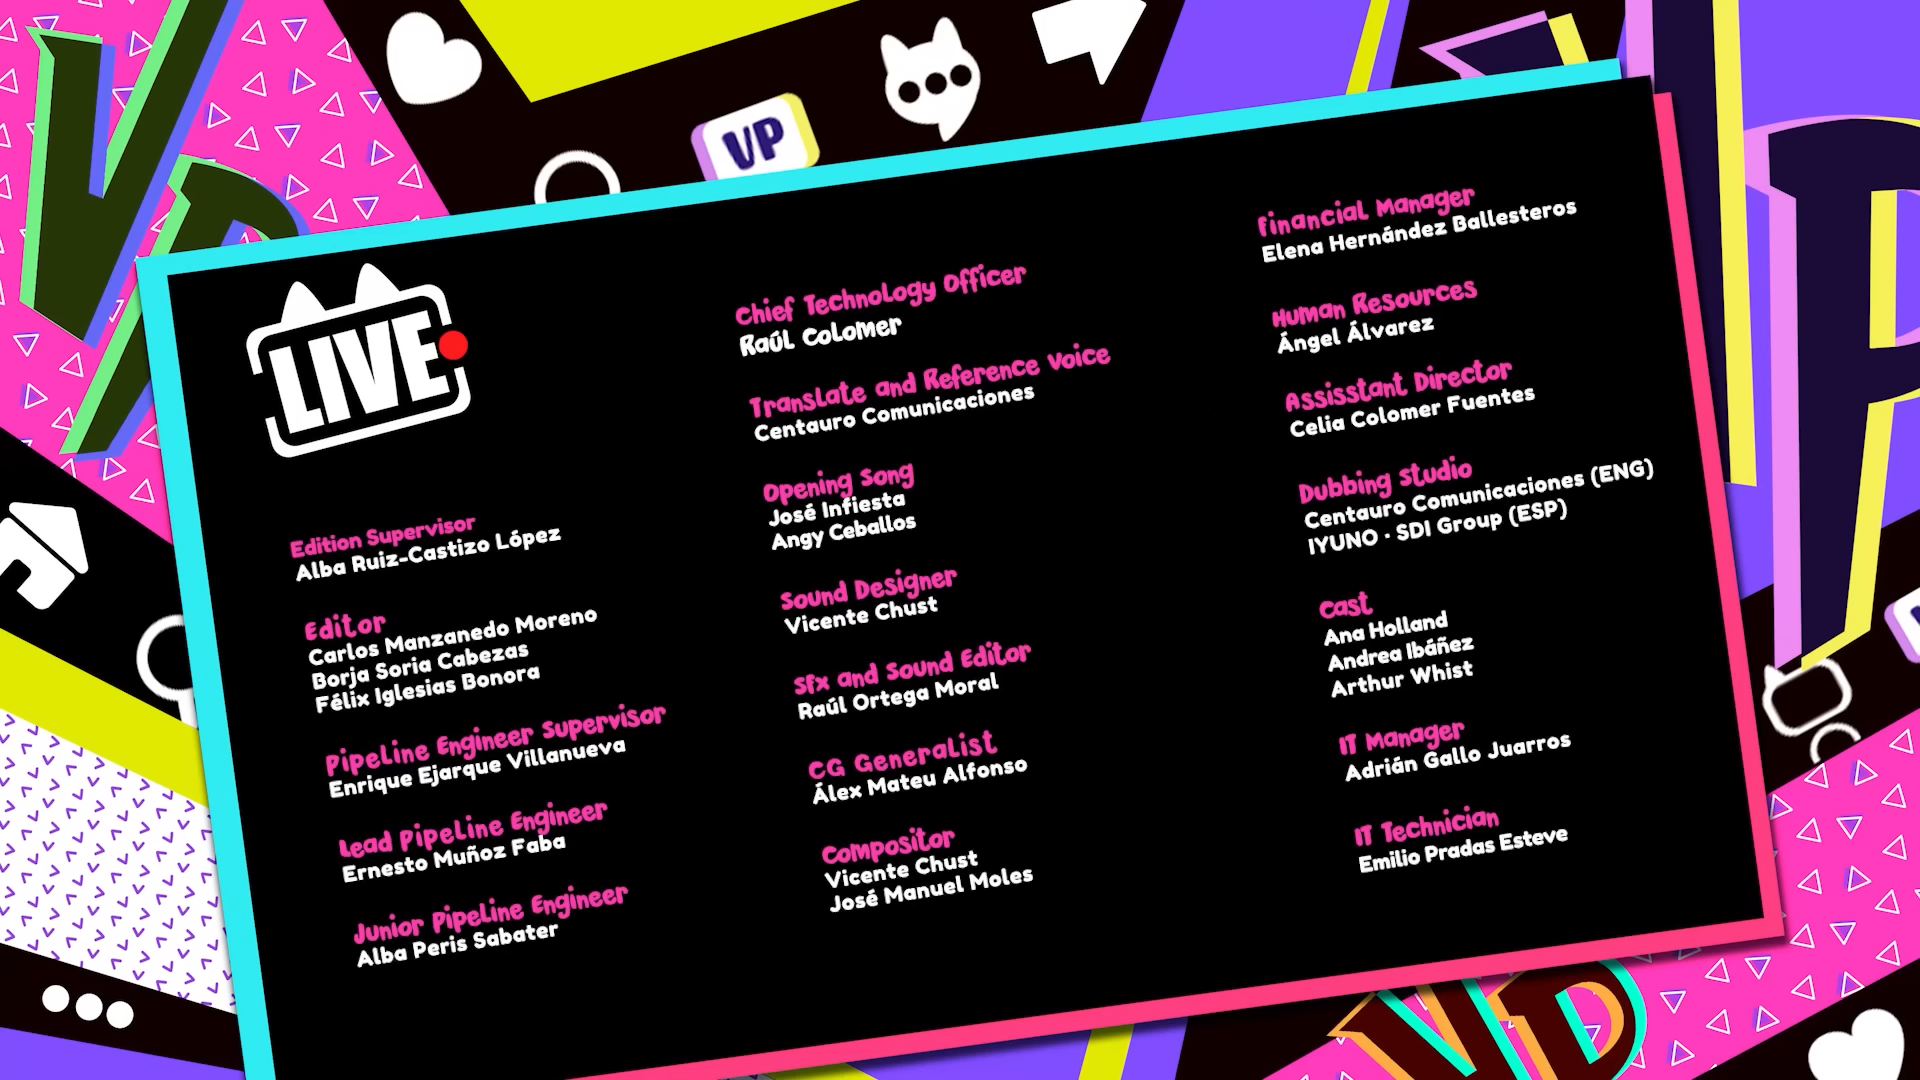 VP
VP
LIVE
Edition Supervisor
Alba Ruiz-Castizo López
Editor
Carlos Manzanedo Moreno
Borja Soria Cabezas
Félix Iglesias Bonora
Pipeline Engineer Supervisor
Enrique Ejarque Villanueva
Lead Pipeline Engineer
Ernesto Muñoz Faba
Junior Pipeline Engineer
Alba Peris Sabater
Chief Technology Officer
Raúl Colomer
Translate and Reference Voice
Centauro Comunicaciones
Opening Song
José Infiesta
Angy Ceballos
Sound Designer
Vicente Chust
Sfx and Sound Editor
Raúl Ortega Moral
CG Generalist
Álex Mateu Alfonso
Compositor
Vicente Chust
José Manuel Moles
Financial Manager
Elena Hernández Ballesteros
Human Resources
Ángel Álvarez
Assisstant Director
Celia Colomer Fuentes
Dubbing Studio
Centauro Comunicaciones (ENG)
IYUNO - SDI Group (ESP)
Cast
Ana Holland
Andrea Ibáñez
Arthur Whist
IT Manager
Adrián Gallo Juarros
IT Technician
Emilio Pradas Esteve
VP
VP